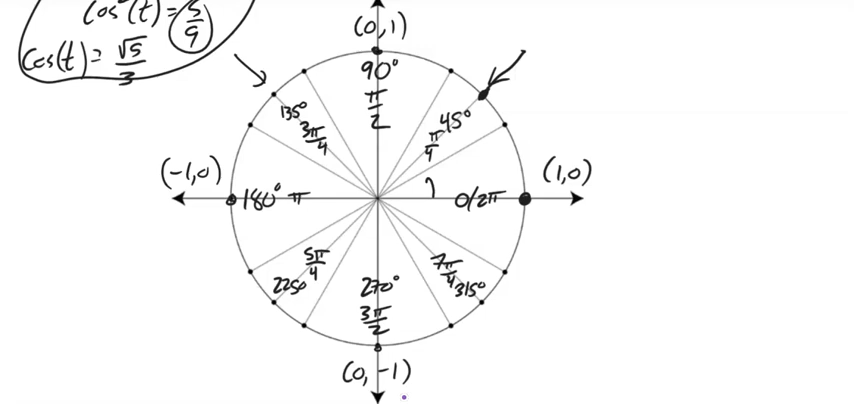 cos²(t) = 5/9
cos(t) = √5/3
(0,1)
90°
π/2
135°
3π/4
45°
π/4
(-1,0)
180° π
0/2π
(1,0)
5π/4
225°
7π/4
315°
270°
3π/2
(0,-1)